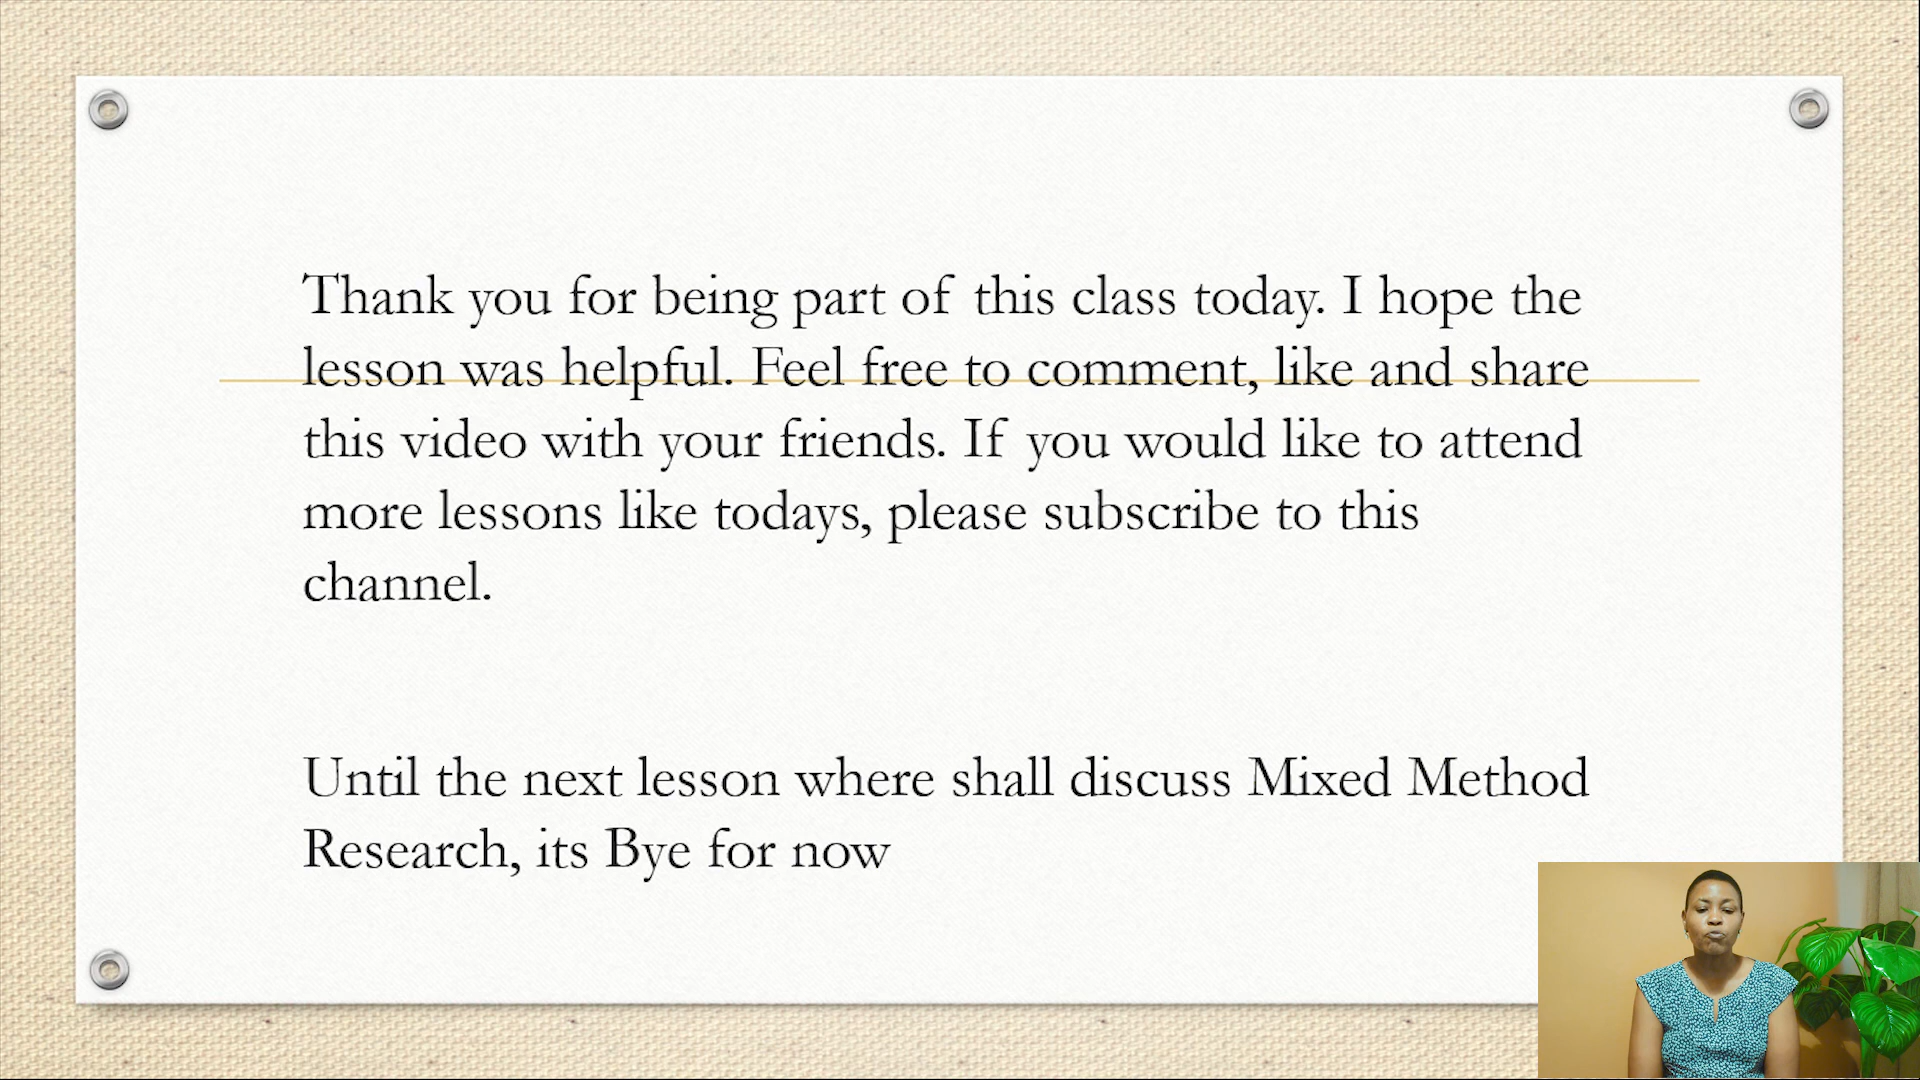 Thank you for being part of this class today. I hope the
lesson was helpful. Feel free to comment, like and share
this video with your friends. If you would like to attend
more lessons like todays, please subscribe to this
channel.
Until the next lesson where shall discuss Mixed Method
Research, its Bye for now